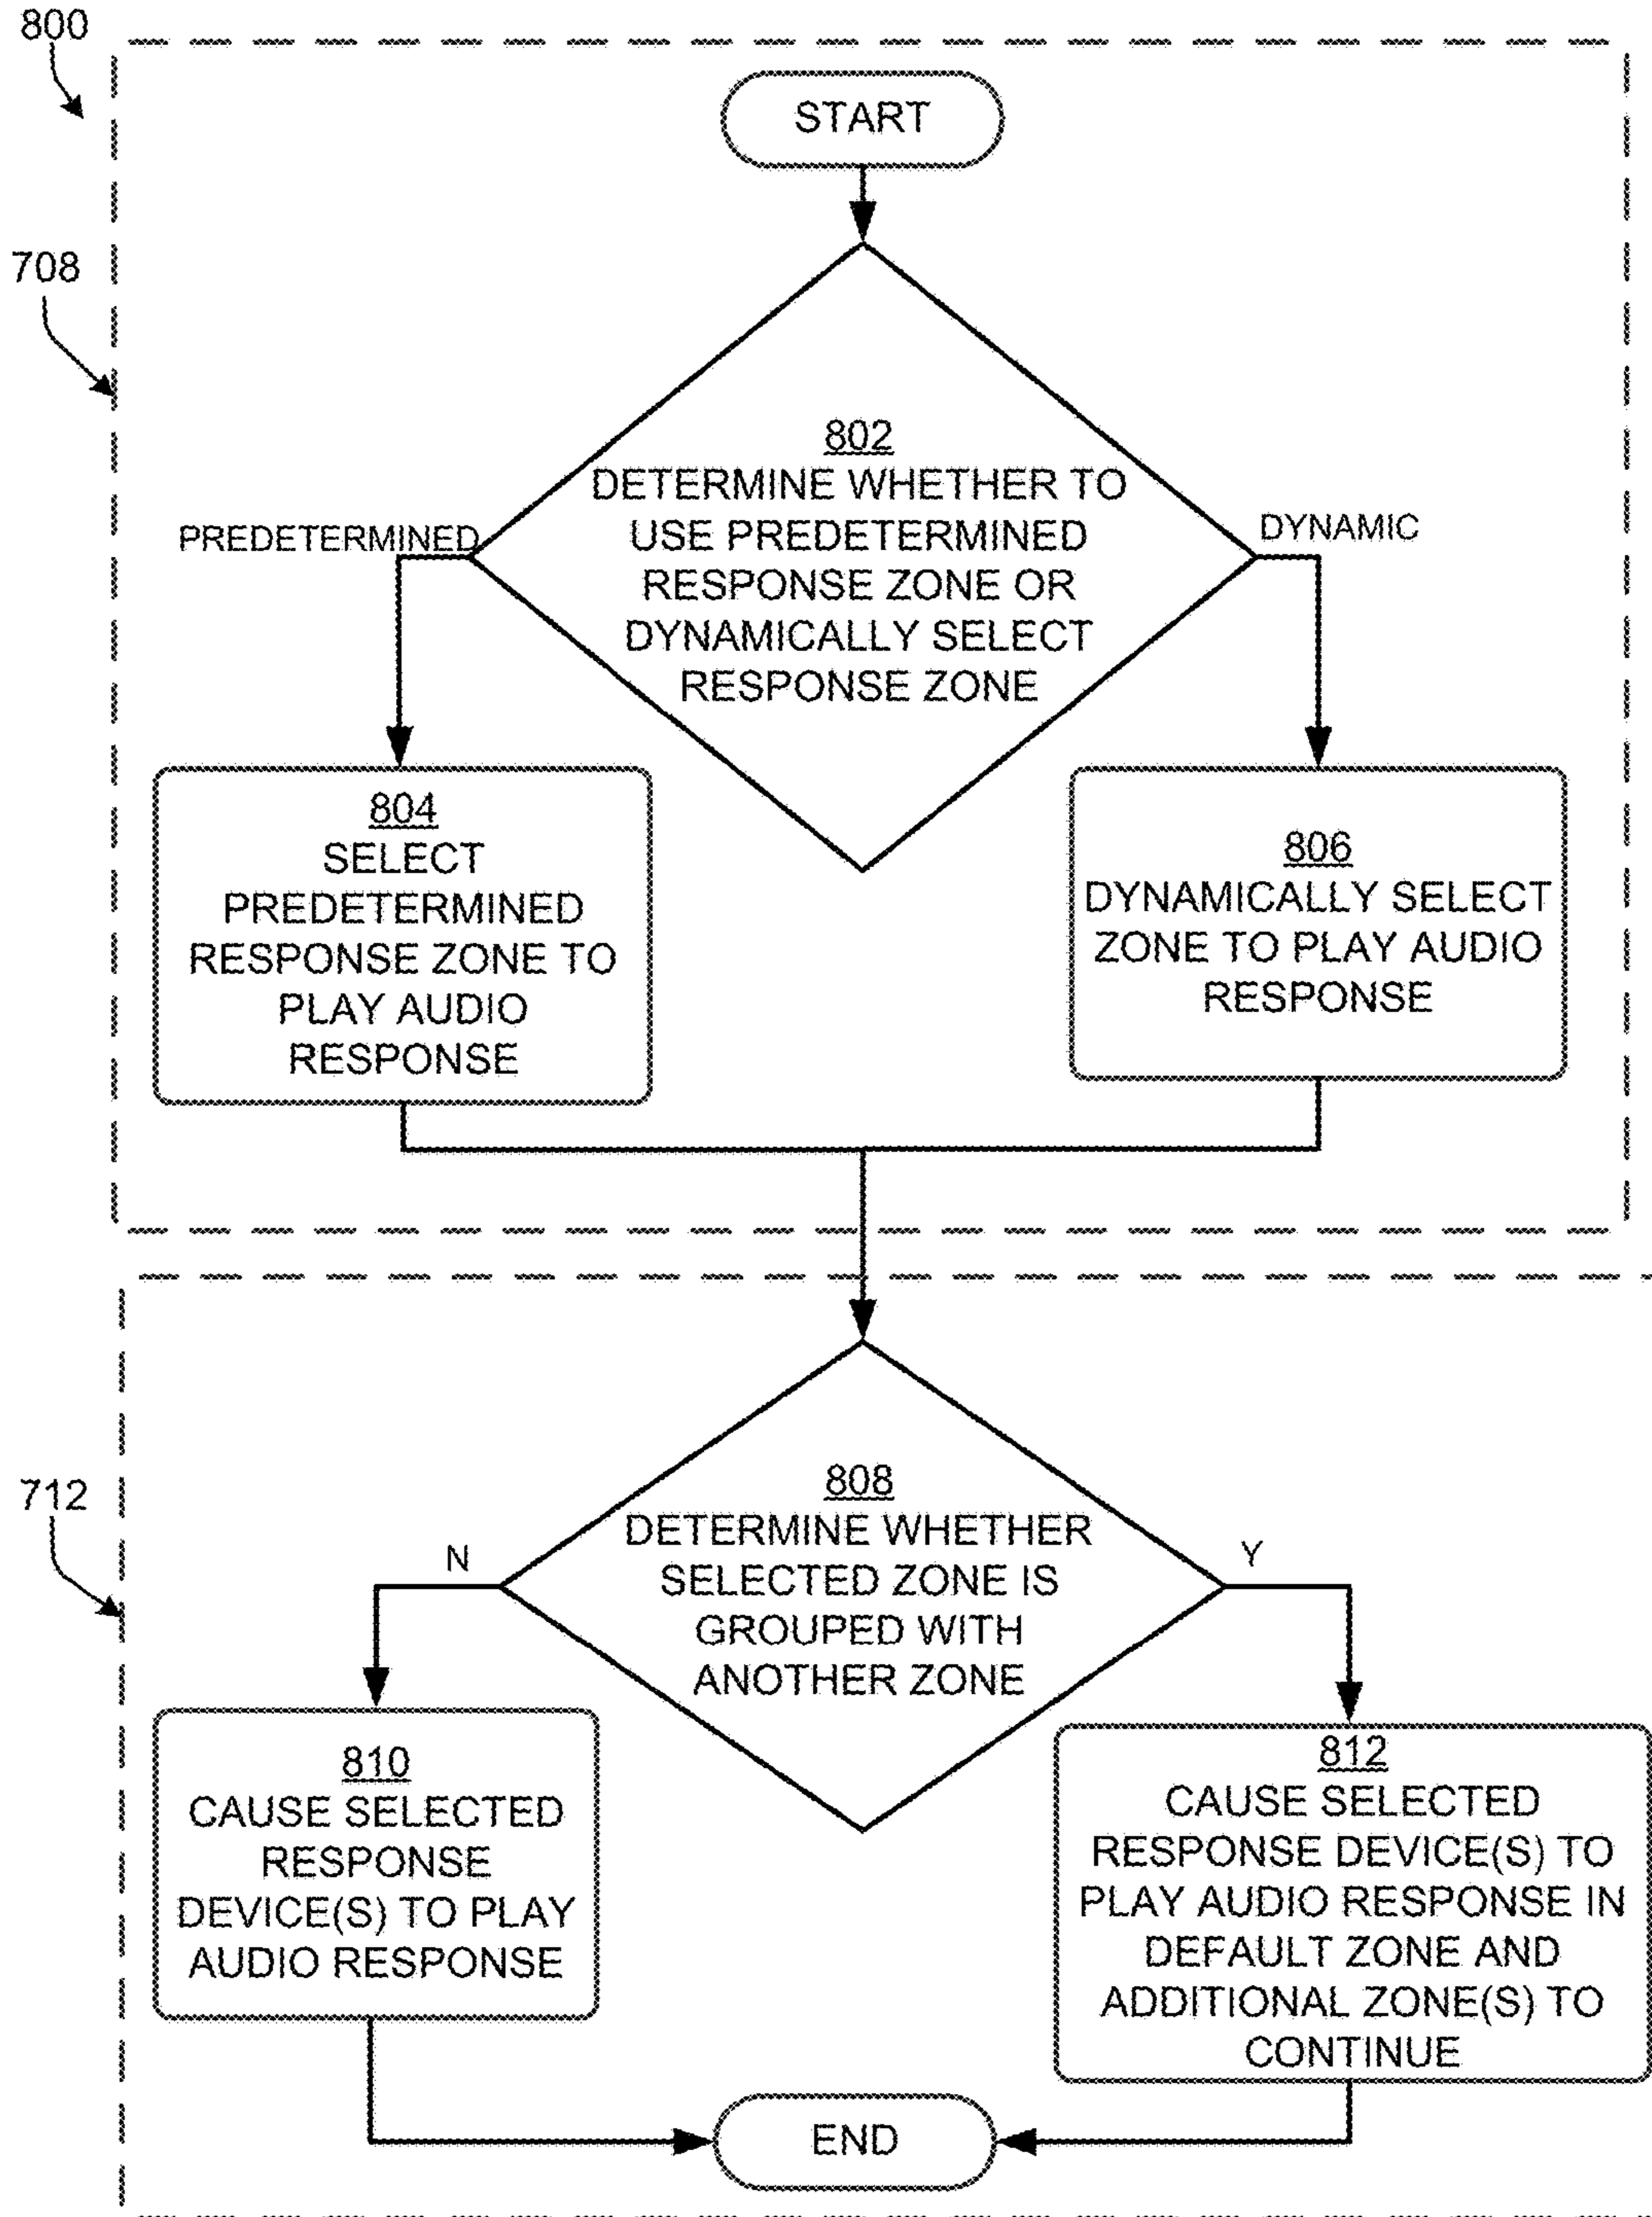 800
START
708
802
DETERMINE WHETHER TO
USE PREDETERMINED
RESPONSE ZONE OR
DYNAMICALLY SELECT
RESPONSE ZONE
PREDETERMINED
DYNAMIC
804
SELECT
PREDETERMINED
RESPONSE ZONE TO
PLAY AUDIO
RESPONSE
806
DYNAMICALLY SELECT
ZONE TO PLAY AUDIO
RESPONSE
712
808
DETERMINE WHETHER
SELECTED ZONE IS
GROUPED WITH
ANOTHER ZONE
N
Y
810
CAUSE SELECTED
RESPONSE
DEVICE(S) TO PLAY
AUDIO RESPONSE
812
CAUSE SELECTED
RESPONSE DEVICE(S) TO
PLAY AUDIO RESPONSE IN
DEFAULT ZONE AND
ADDITIONAL ZONE(S) TO
CONTINUE
END